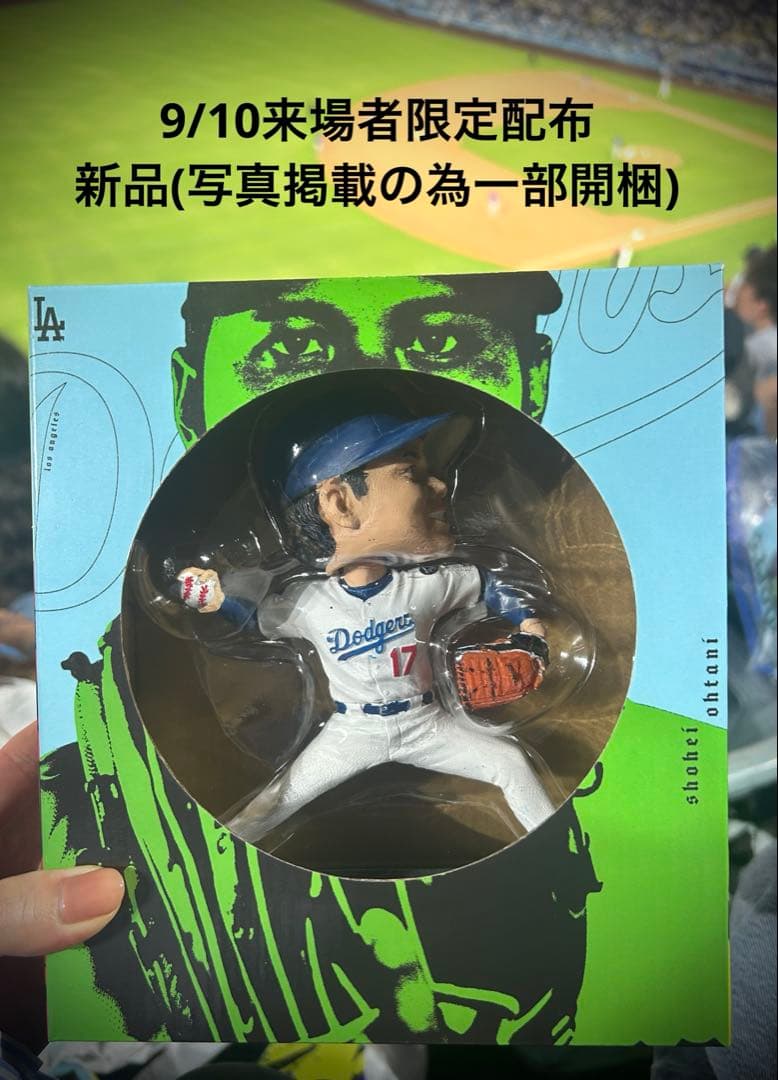 9/10来場者限定配布
新品(写真掲載の為一部開梱)
LA
los angeles
Dodgers
17
shohei ohtani